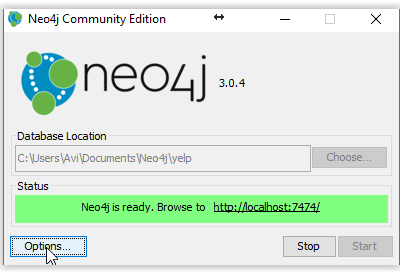 Neo4j Community Edition
neo4j 3.0.4
Database Location
C:\Users\Avi\Documents\Neo4j\yelp Choose...
Status
Neo4j is ready. Browse to http://localhost:7474/
Options... Stop Start